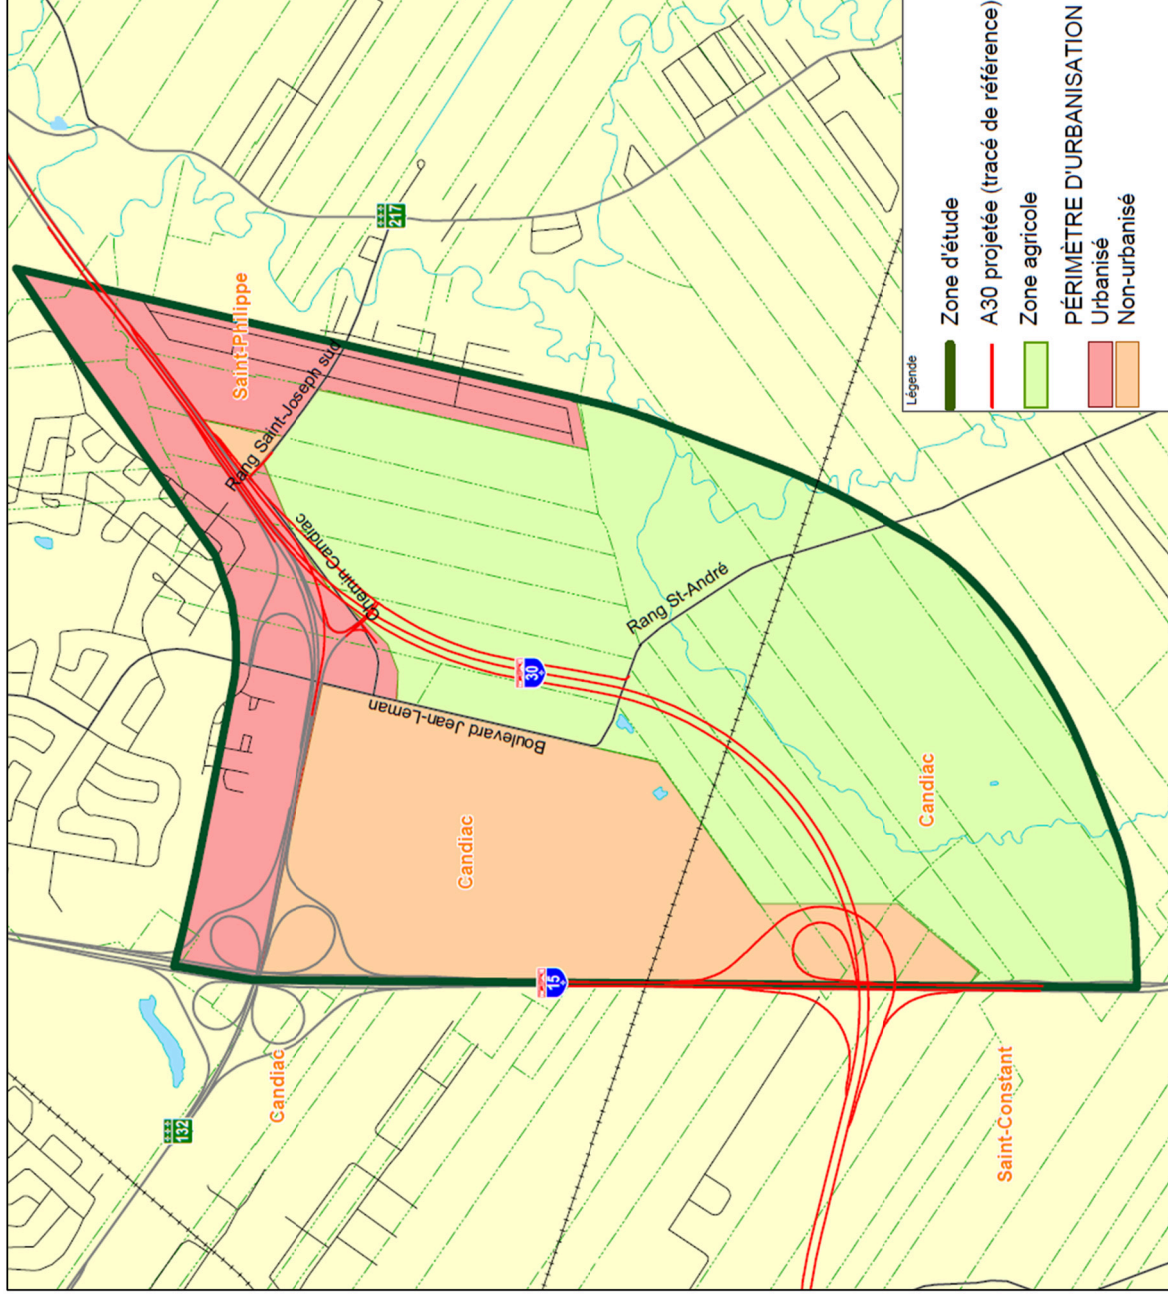 Saint-Philippe
217
Rang Saint-Joseph sud
Chemin Candiac
Rang St-André
30
Boulevard Jean-Leman
Candiac
Candiac
15
Candiac
132
Saint-Constant
Légende
Zone d'étude
A30 projetée (tracé de référence)
Zone agricole
PÉRIMÈTRE D'URBANISATION
Urbanisé
Non-urbanisé